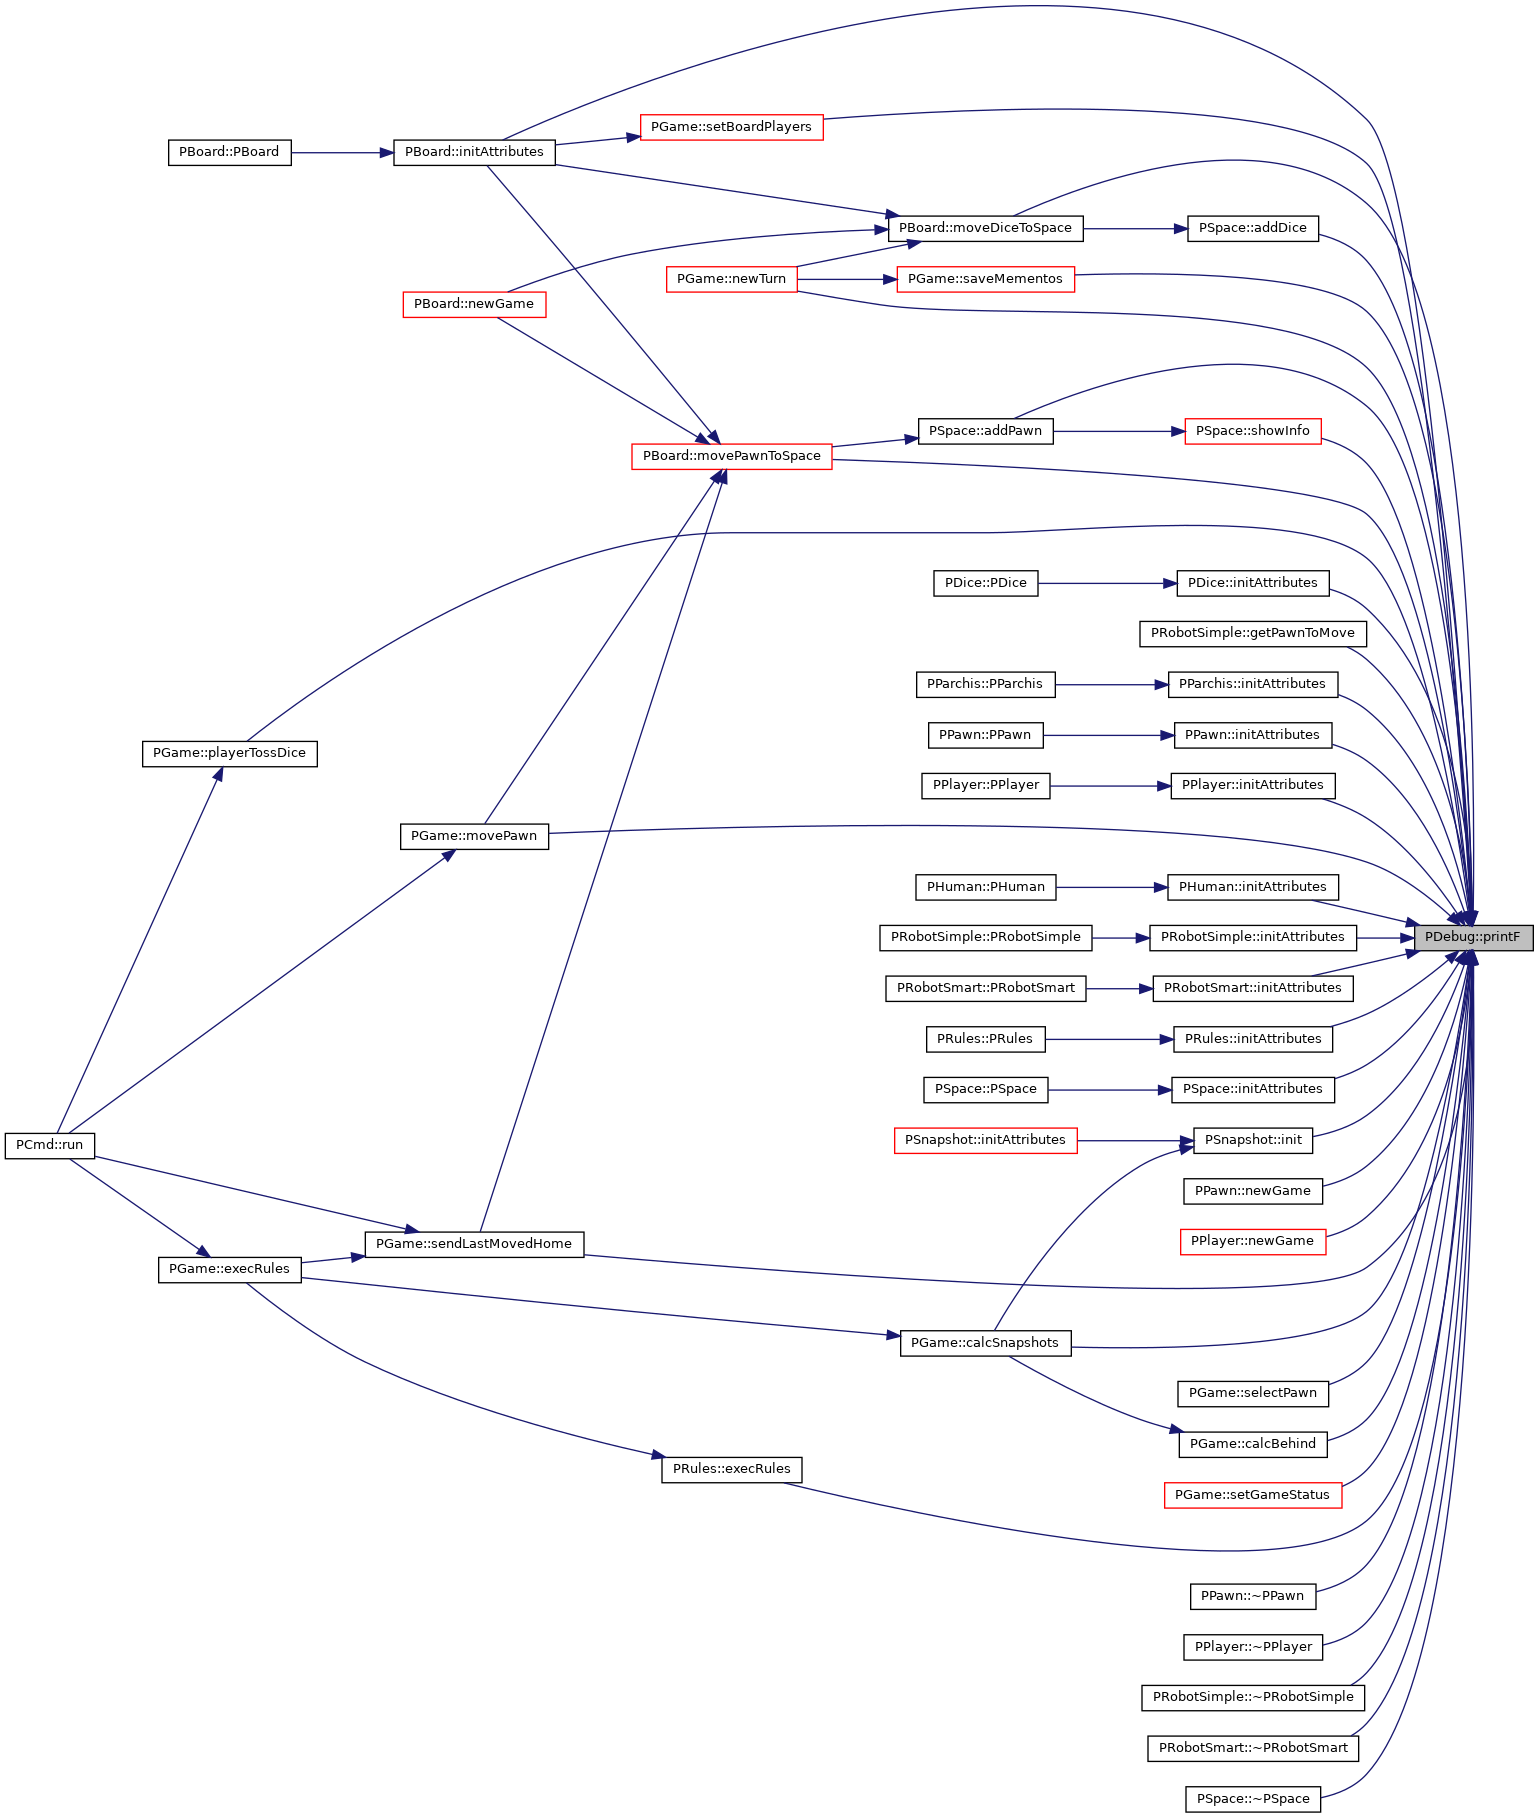 PGame::setBoardPlayers
PBoard::PBoard
PBoard::initAttributes
PBoard::moveDiceToSpace
PSpace::addDice
PGame::newTurn
PGame::saveMementos
PBoard::newGame
PSpace::addPawn
PSpace::showInfo
PBoard::movePawnToSpace
PDice::PDice
PDice::initAttributes
PRobotSimple::getPawnToMove
PParchis::PParchis
PParchis::initAttributes
PPawn::PPawn
PPawn::initAttributes
PGame::playerTossDice
PPlayer::PPlayer
PPlayer::initAttributes
PGame::movePawn
PHuman::PHuman
PHuman::initAttributes
PRobotSimple::PRobotSimple
PRobotSimple::initAttributes
PDebug::printF
PRobotSmart::PRobotSmart
PRobotSmart::initAttributes
PRules::PRules
PRules::initAttributes
PSpace::PSpace
PSpace::initAttributes
PCmd::run
PSnapshot::initAttributes
PSnapshot::init
PPawn::newGame
PGame::sendLastMovedHome
PPlayer::newGame
PGame::execRules
PGame::calcSnapshots
PGame::selectPawn
PGame::calcBehind
PRules::execRules
PGame::setGameStatus
PPawn::~PPawn
PPlayer::~PPlayer
PRobotSimple::~PRobotSimple
PRobotSmart::~PRobotSmart
PSpace::~PSpace